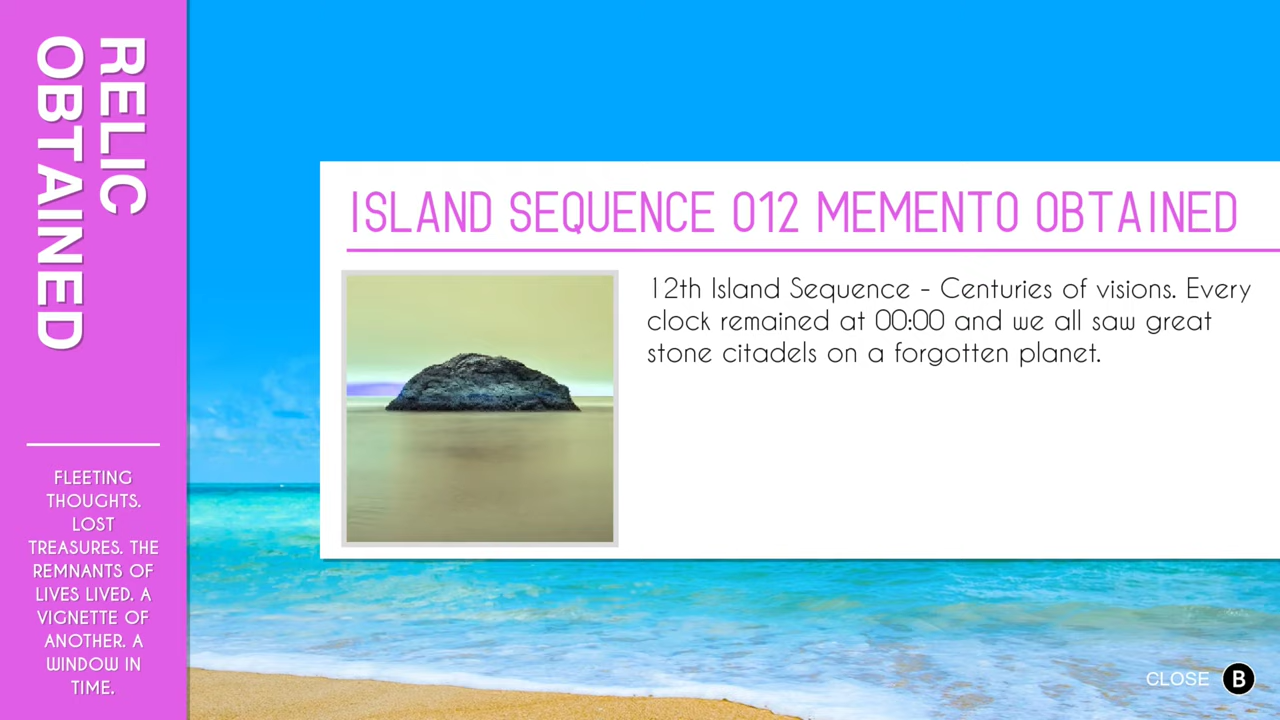 RELIC
OBTAINED
FLEETING
THOUGHTS.
LOST
TREASURES. THE
REMNANTS OF
LIVES LIVED. A
VIGNETTE OF
ANOTHER. A
WINDOW IN
TIME.
ISLAND SEQUENCE 012 MEMENTO OBTAINED
12th Island Sequence - Centuries of visions. Every
clock remained at 00:00 and we all saw great
stone citadels on a forgotten planet.
CLOSE B